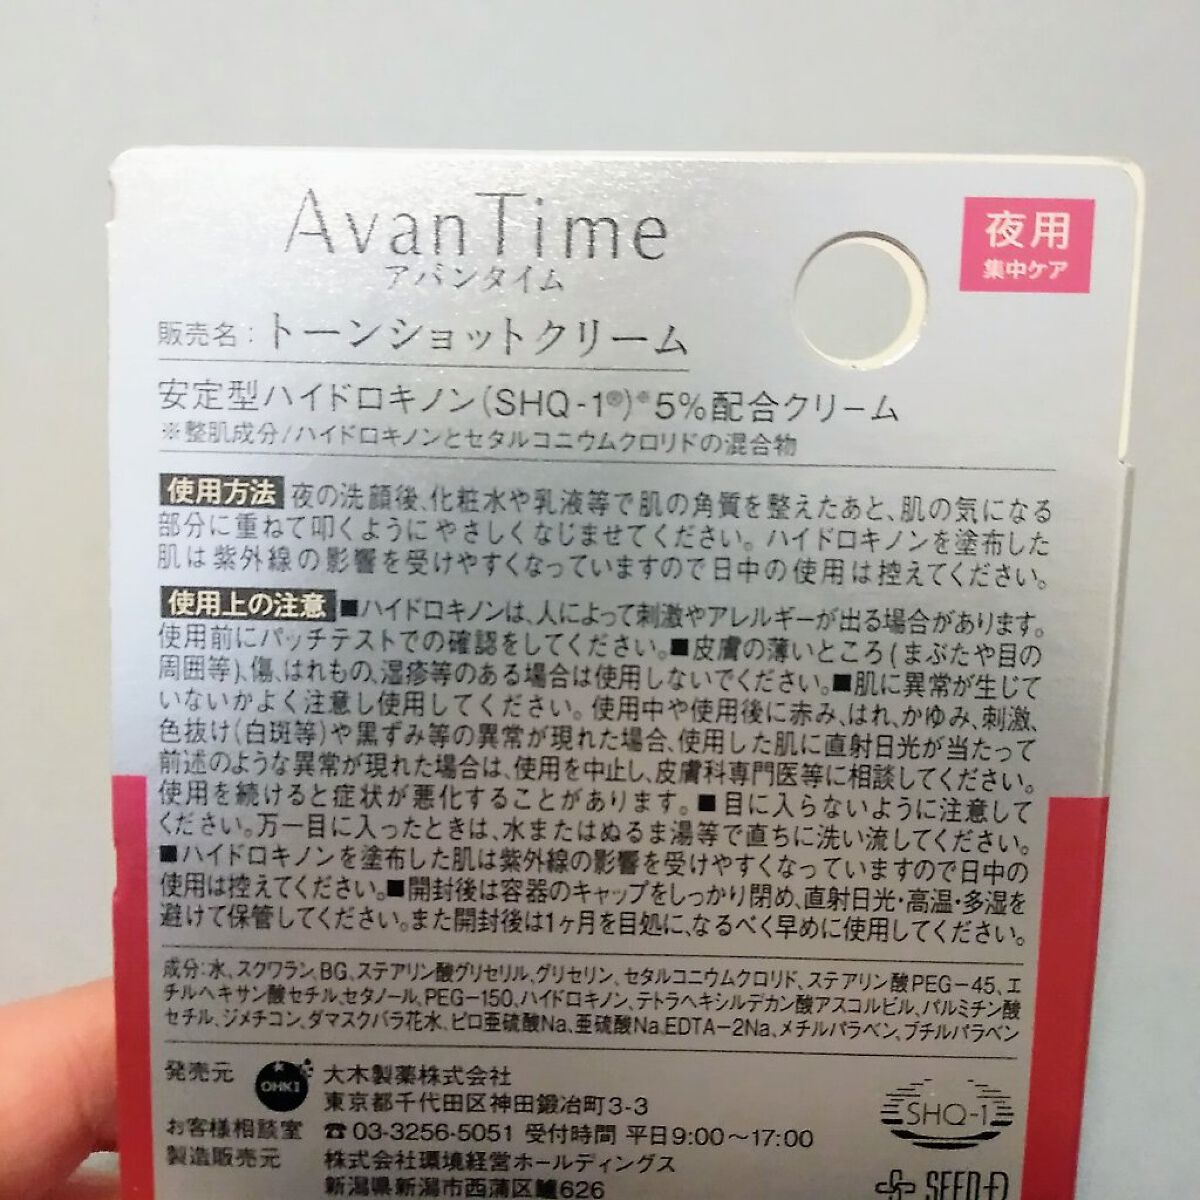 AvanTime
アバンタイム
夜用
集中ケア
販売名：トーンショットクリーム
安定型ハイドロキノン(SHQ-1®)※5%配合クリーム
※整肌成分/ハイドロキノンとセタルコニウムクロリドの混合物
使用方法 夜の洗顔後、化粧水や乳液等で肌の角質を整えたあと、肌の気になる
部分に重ねて叩くようにやさしくなじませてください。ハイドロキノンを塗布した
肌は紫外線の影響を受けやすくなっていますので日中の使用は控えてください。
使用上の注意 ■ハイドロキノンは、人によって刺激やアレルギーが出る場合があります。
使用前にパッチテストでの確認をしてください。■皮膚の薄いところ(まぶたや目の
周囲等)、傷、はれもの、湿疹等のある場合は使用しないでください。■肌に異常が生じて
いないかよく注意し使用してください。使用中や使用後に赤み、はれ、かゆみ、刺激、
色抜け(白斑等)や黒ずみ等の異常が現れた場合、使用した肌に直射日光が当たって
前述のような異常が現れた場合は、使用を中止し、皮膚科専門医等に相談してください。
使用を続けると症状が悪化することがあります。■目に入らないように注意して
ください。万一目に入ったときは、水またはぬるま湯等で直ちに洗い流してください。
■ハイドロキノンを塗布した肌は紫外線の影響を受けやすくなっていますので日中の
使用は控えてください。■開封後は容器のキャップをしっかり閉め、直射日光・高温・多湿を
避けて保管してください。また開封後は1ヶ月を目処に、なるべく早めに使用してください。
成分：水、スクワラン、BG、ステアリン酸グリセリル、グリセリン、セタルコニウムクロリド、ステアリン酸PEG-45、エ
チルヘキサン酸セチル、セタノール、PEG-150、ハイドロキノン、テトラヘキシルデカン酸アスコルビル、パルミチン酸
セチル、ジメチコン、ダマスクバラ花水、ピロ亜硫酸Na、亜硫酸Na、EDTA-2Na、メチルパラベン、ブチルパラベン
発売元 OHKI 大木製薬株式会社
東京都千代田区神田鍛冶町3-3
お客様相談室 ☎03-3256-5051 受付時間 平日9:00～17:00
製造販売元 株式会社環境経営ホールディングス
新潟県新潟市西蒲区鱸626
SHQ-1
SEED-D